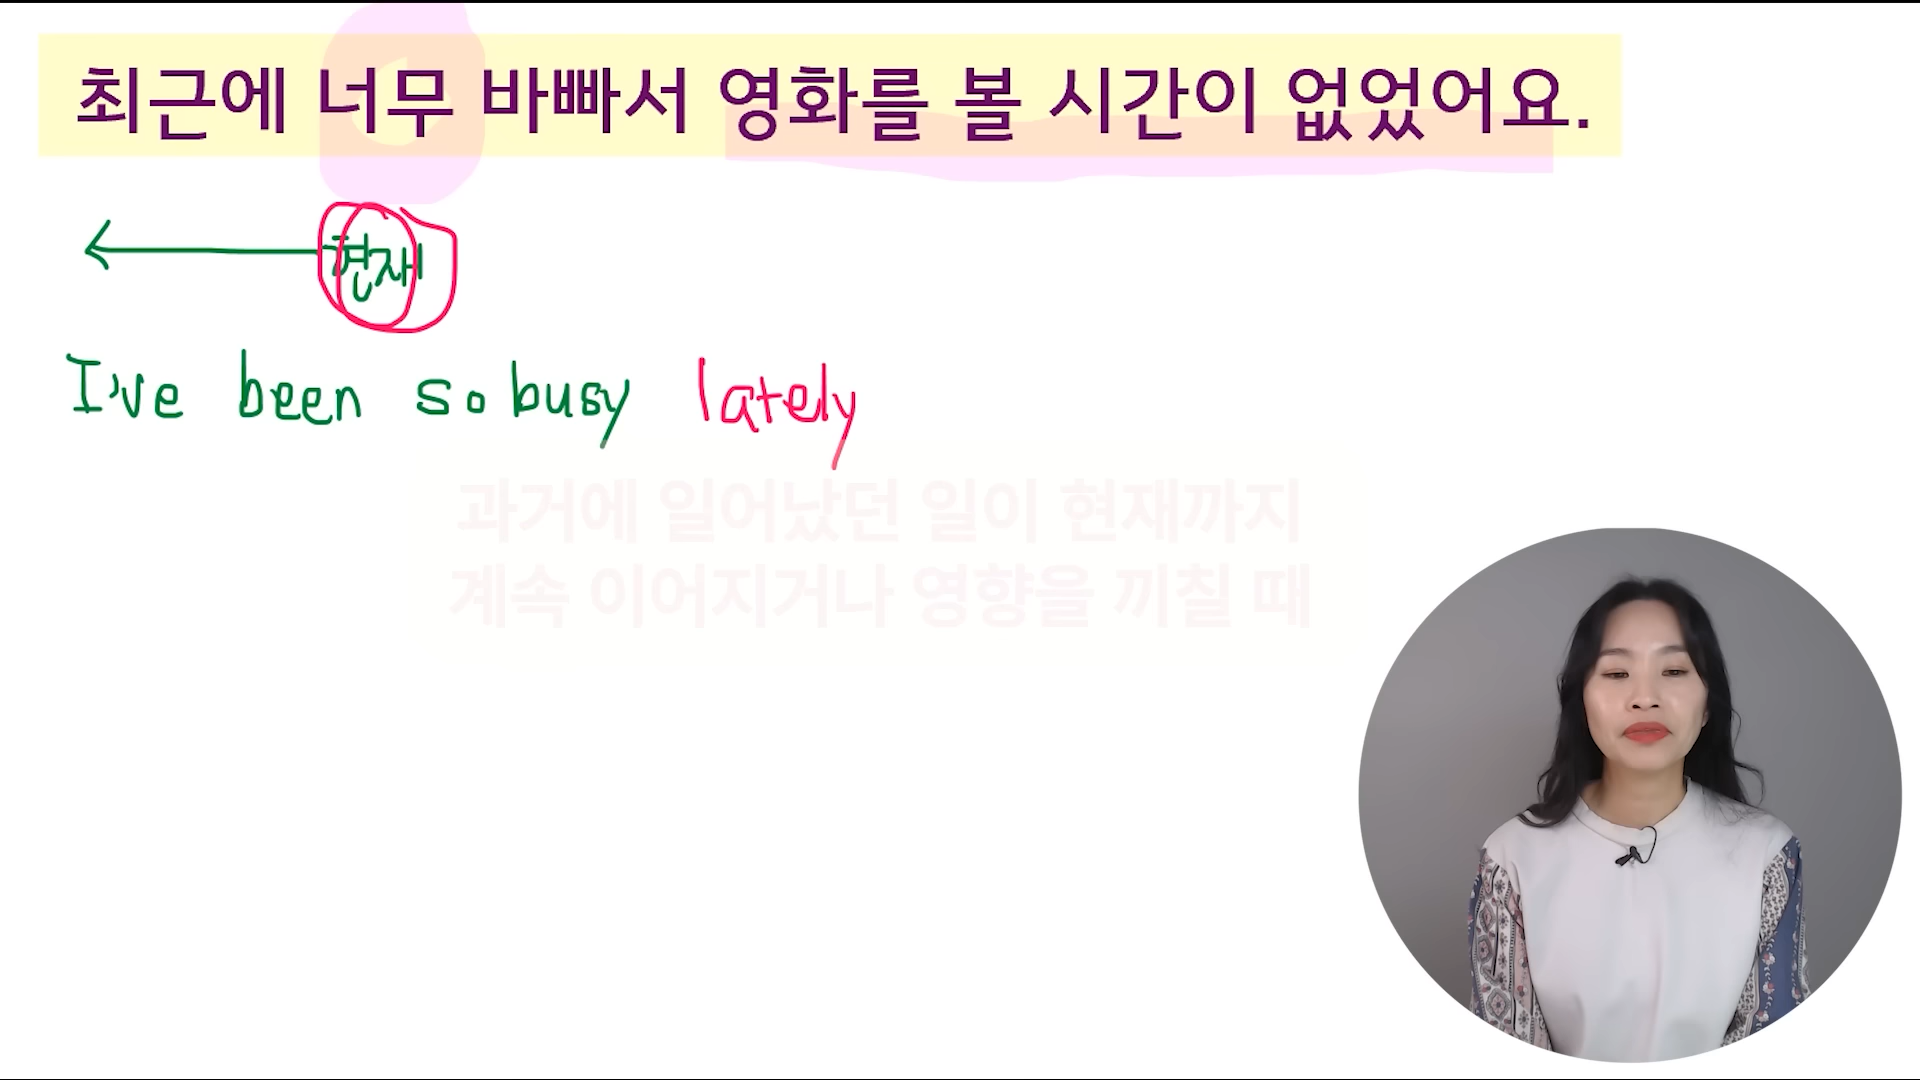 최근에 너무 바빠서 영화를 볼 시간이 없었어요.
현재
I've been so busy lately
과거에 일어났던 일이 현재까지
계속 이어지거나 영향을 끼칠 때